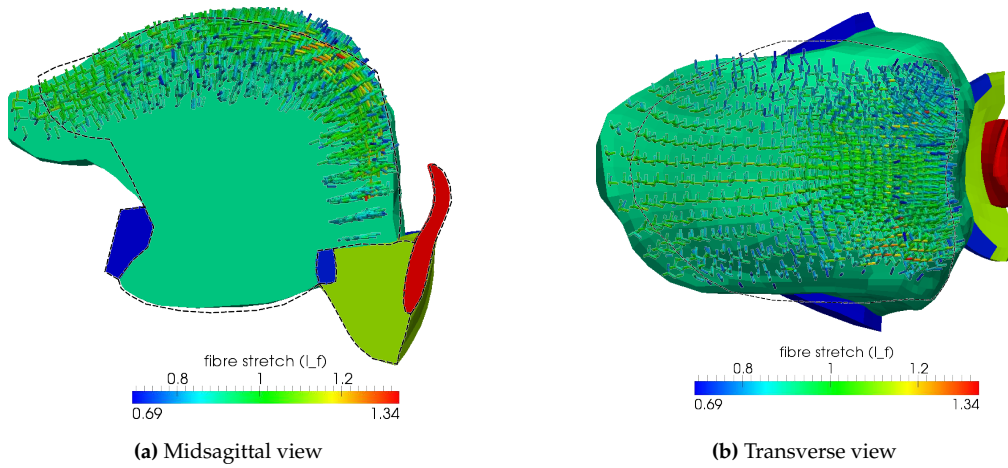 fibre stretch (l_f)
0.8 1 1.2
0.69 1.34
(a) Midsagittal view
fibre stretch (l_f)
0.8 1 1.2
0.69 1.34
(b) Transverse view